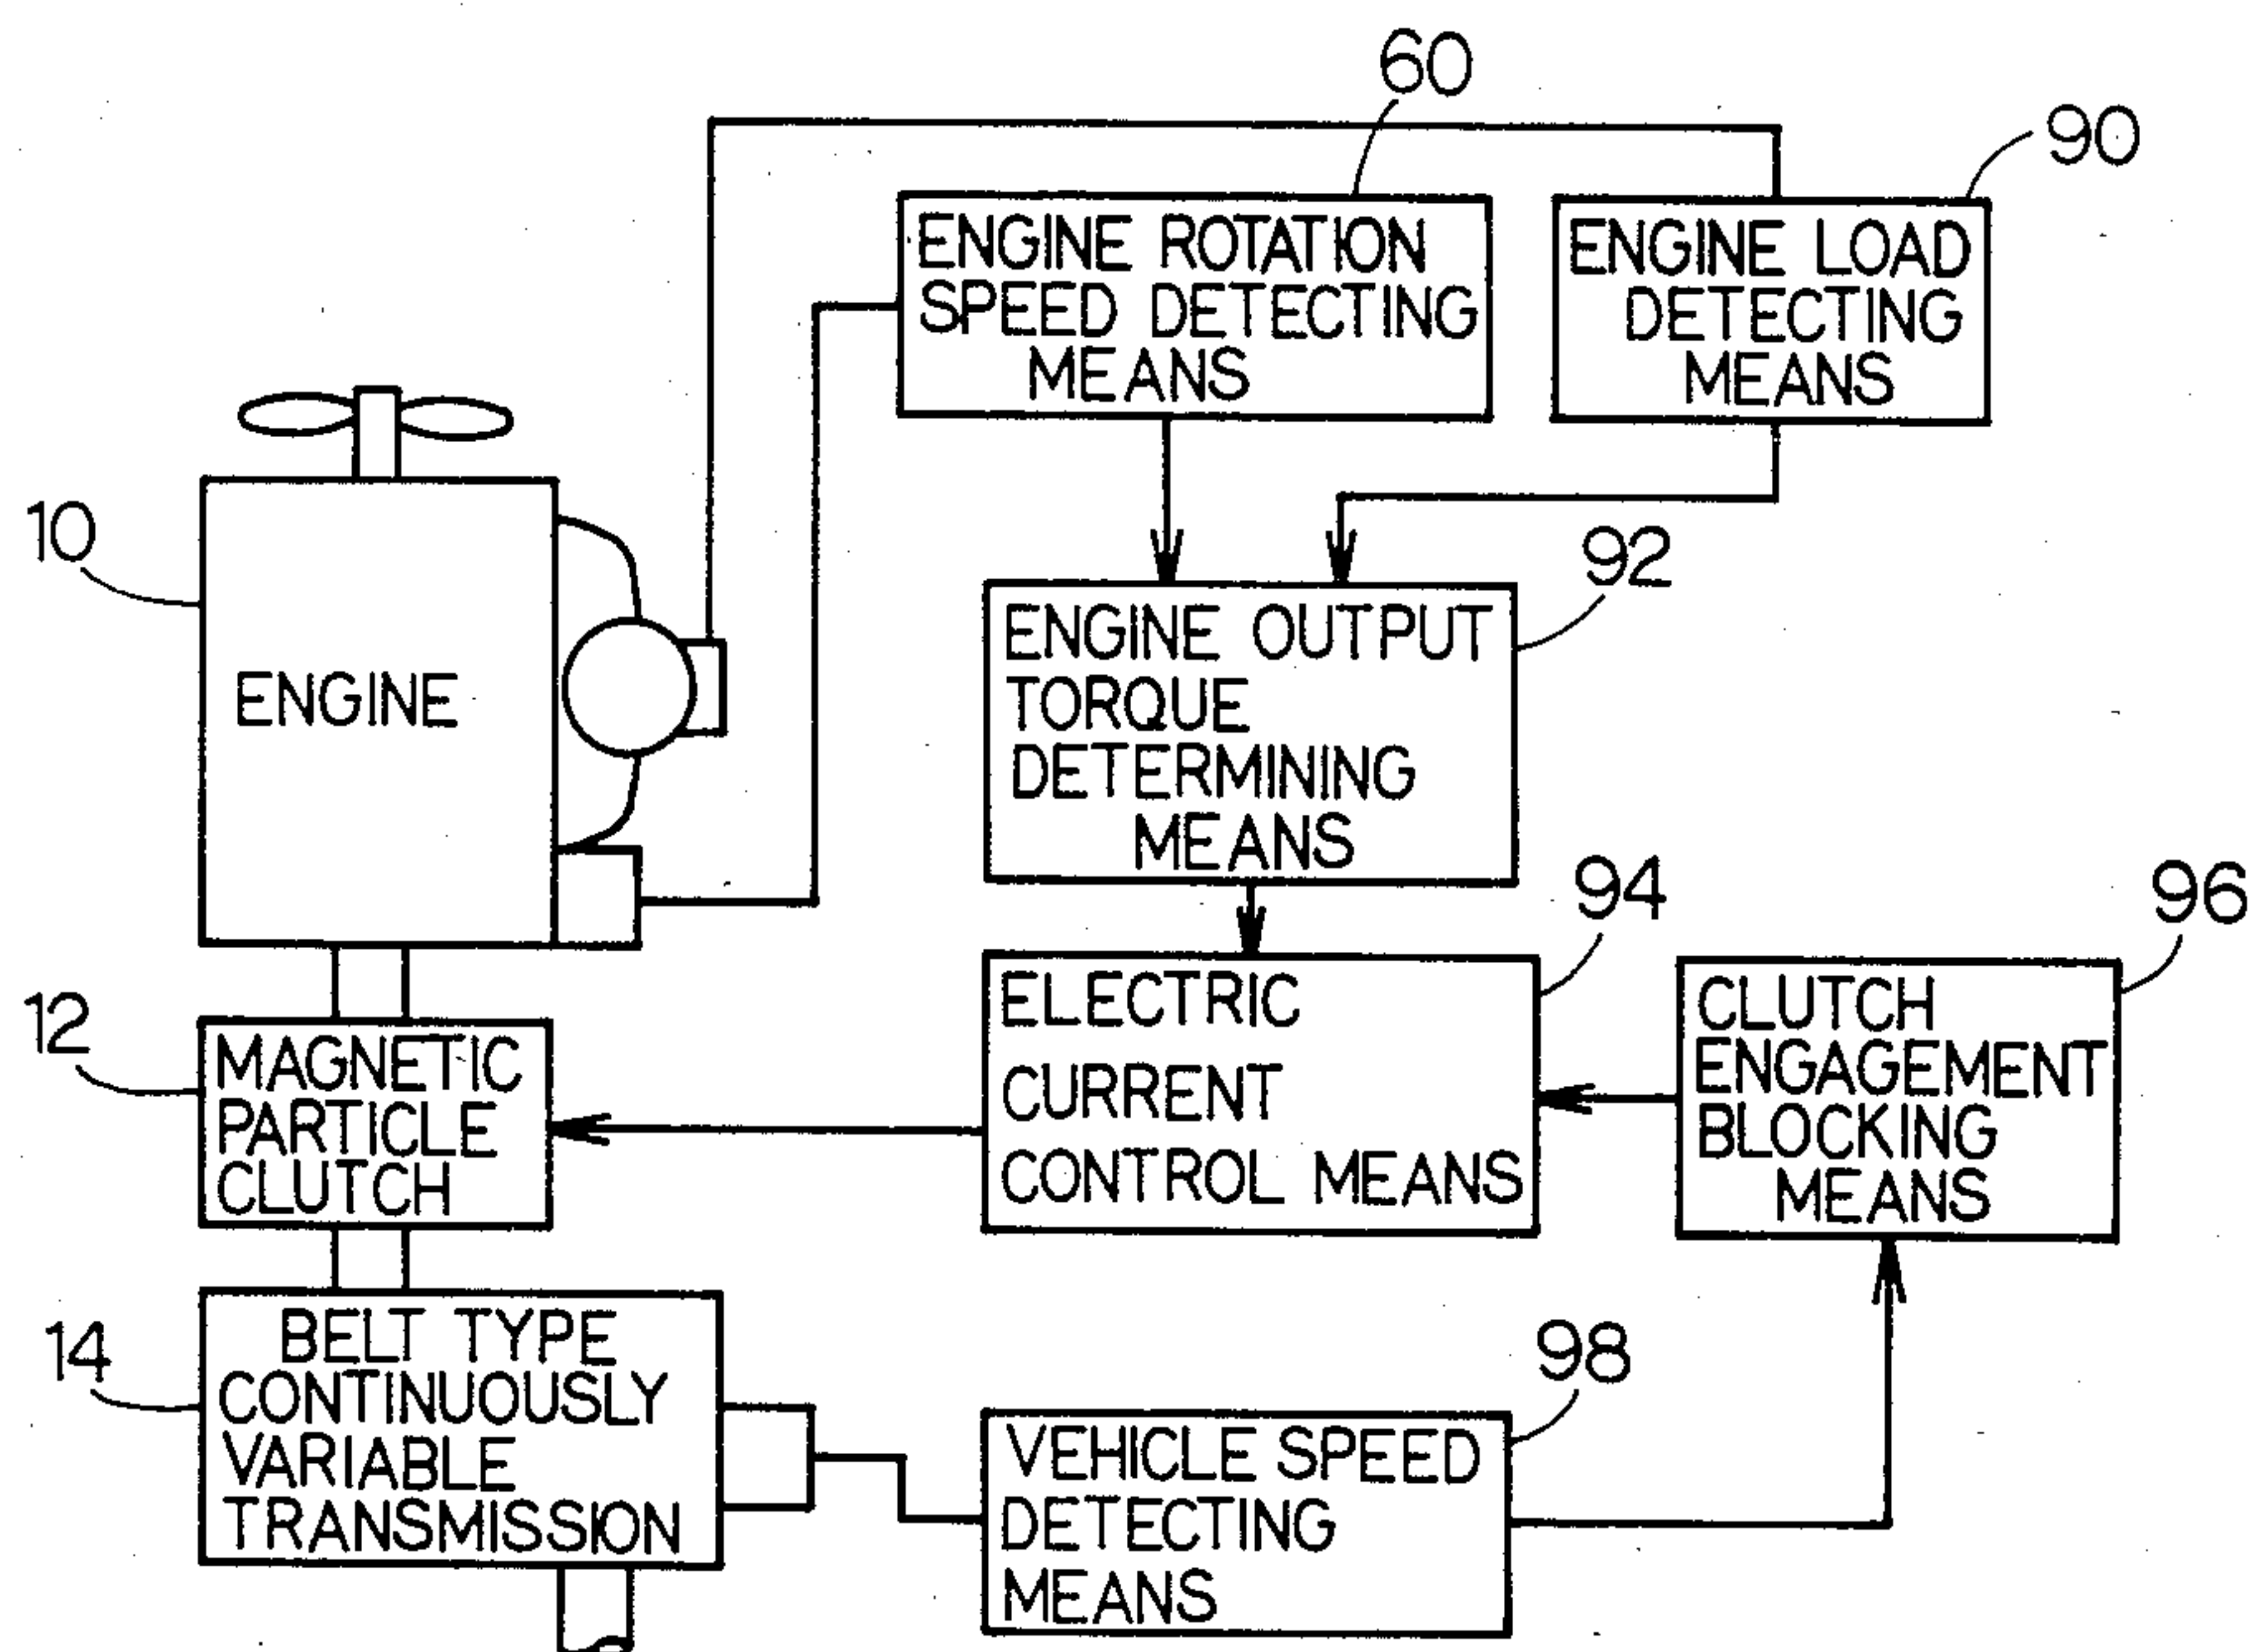 60
90
ENGINE ROTATION
SPEED DETECTING
MEANS
ENGINE LOAD
DETECTING
MEANS
10
ENGINE
92
ENGINE OUTPUT
TORQUE
DETERMINING
MEANS
94
96
12
MAGNETIC
PARTICLE
CLUTCH
ELECTRIC
CURRENT
CONTROL MEANS
CLUTCH
ENGAGEMENT
BLOCKING
MEANS
14
BELT TYPE
CONTINUOUSLY
VARIABLE
TRANSMISSION
98
VEHICLE SPEED
DETECTING
MEANS